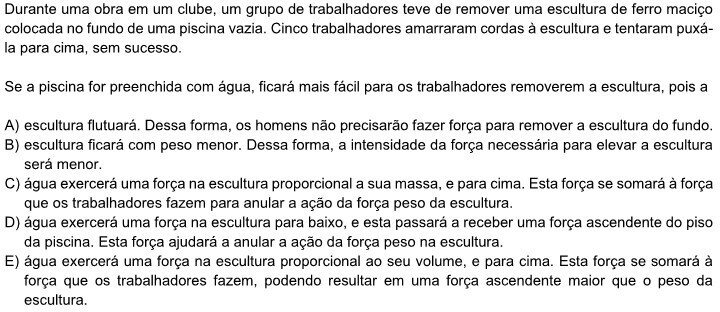 Durante uma obra em um clube, um grupo de trabalhadores teve de remover uma escultura de ferro maciço
colocada no fundo de uma piscina vazia. Cinco trabalhadores amarraram cordas à escultura e tentaram puxá-
la para cima, sem sucesso.
Se a piscina for preenchida com água, ficará mais fácil para os trabalhadores removerem a escultura, pois a
A) escultura flutuará. Dessa forma, os homens não precisarão fazer força para remover a escultura do fundo.
B) escultura ficará com peso menor. Dessa forma, a intensidade da força necessária para elevar a escultura
será menor.
C) água exercerá uma força na escultura proporcional a sua massa, e para cima. Esta força se somará à força
que os trabalhadores fazem para anular a ação da força peso da escultura.
D) água exercerá uma força na escultura para baixo, e esta passará a receber uma força ascendente do piso
da piscina. Esta força ajudará a anular a ação da força peso na escultura.
E) água exercerá uma força na escultura proporcional ao seu volume, e para cima. Esta força se somará à
força que os trabalhadores fazem, podendo resultar em uma força ascendente maior que o peso da
escultura.